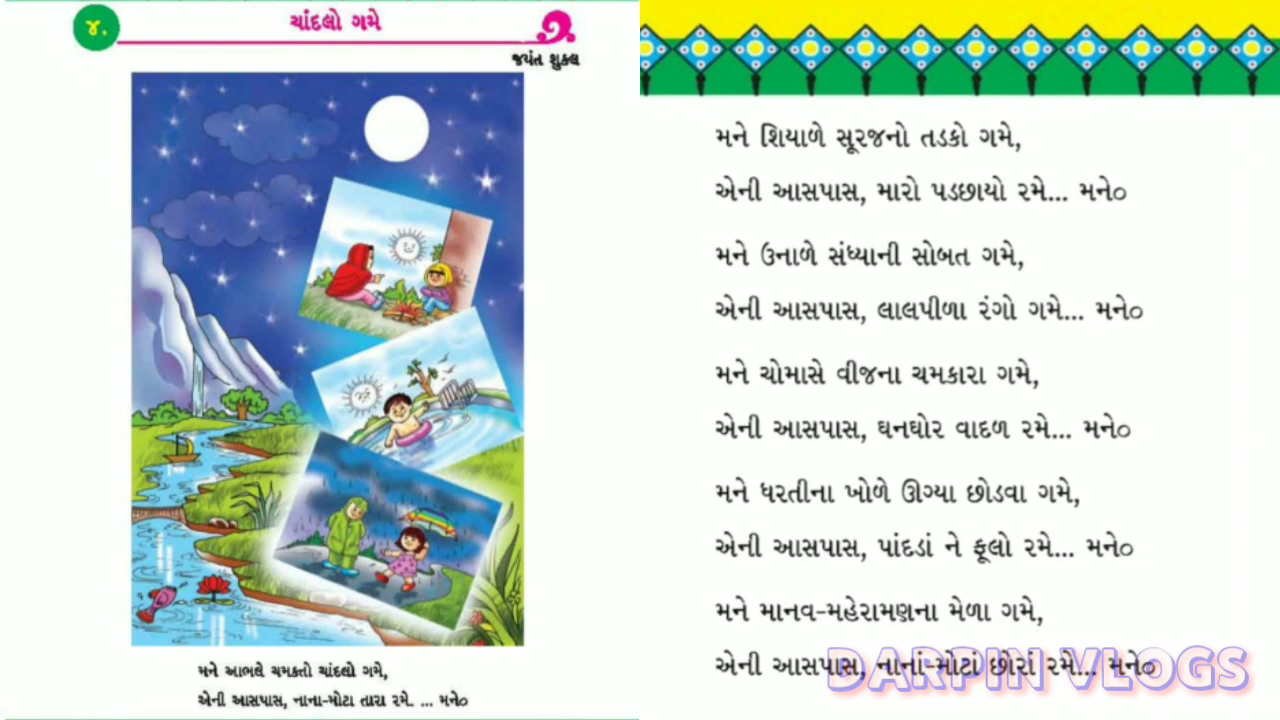 ૪.
ચાંદલો ગમે
જયંત શુક્લ
મને આભલે ચમકતો ચાંદલો ગમે,
એની આસપાસ, નાના-મોટા તારા રમે. ... મને૦
મને શિયાળે સૂરજનો તડકો ગમે,
એની આસપાસ, મારો પડછાયો રમે... મને૦
મને ઉનાળે સંધ્યાની સોબત ગમે,
એની આસપાસ, લાલપીળા રંગો ગમે... મને૦
મને ચોમાસે વીજના ચમકારા ગમે,
એની આસપાસ, ઘનઘોર વાદળ રમે... મને૦
મને ધરતીના ખોળે ઊગ્યા છોડવા ગમે,
એની આસપાસ, પાંદડાં ને ફૂલો રમે... મને૦
મને માનવ-મહેરામણના મેળા ગમે,
એની આસપાસ, નાનાં-મોટાં છોરાં રમે... મને૦
DARPIN VLOGS